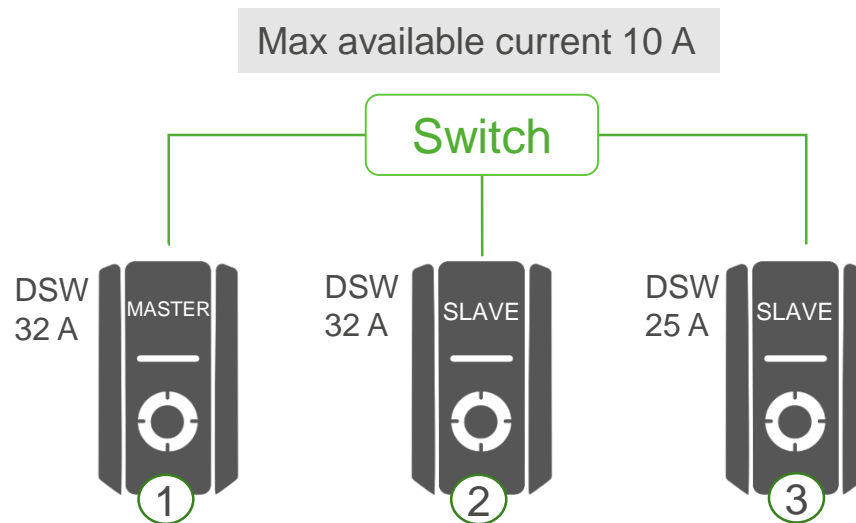 Max available current 10 A
Switch
DSW
32 A
MASTER
DSW
32 A
SLAVE
DSW
25 A
SLAVE
1
2
3